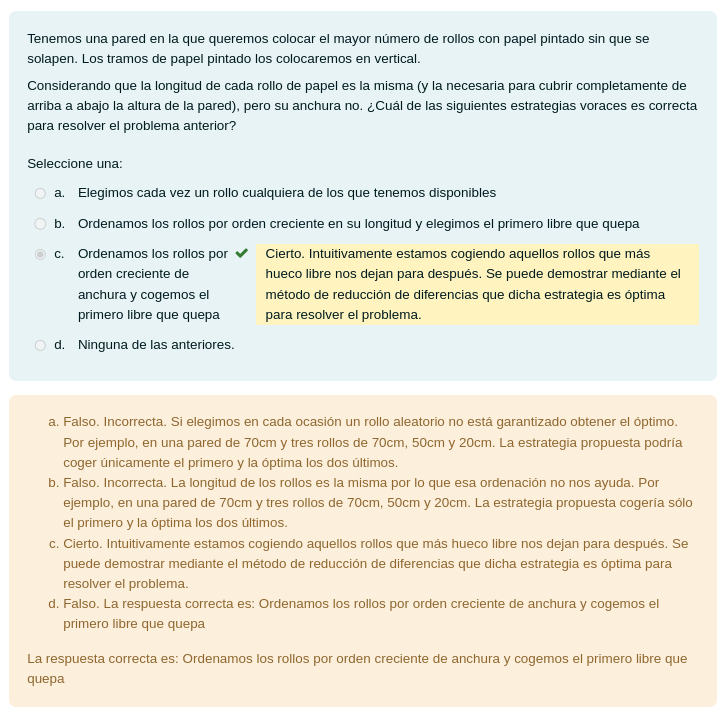 Tenemos una pared en la que queremos colocar el mayor número de rollos con papel pintado sin que se
solapen. Los tramos de papel pintado los colocaremos en vertical.
Considerando que la longitud de cada rollo de papel es la misma (y la necesaria para cubrir completamente de
arriba a abajo la altura de la pared), pero su anchura no. ¿Cuál de las siguientes estrategias voraces es correcta
para resolver el problema anterior?
Seleccione una:
a. Elegimos cada vez un rollo cualquiera de los que tenemos disponibles
b. Ordenamos los rollos por orden creciente en su longitud y elegimos el primero libre que quepa
c. Ordenamos los rollos por
orden creciente de
anchura y cogemos el
primero libre que quepa
Cierto. Intuitivamente estamos cogiendo aquellos rollos que más
hueco libre nos dejan para después. Se puede demostrar mediante el
método de reducción de diferencias que dicha estrategia es óptima
para resolver el problema.
d. Ninguna de las anteriores.
a. Falso. Incorrecta. Si elegimos en cada ocasión un rollo aleatorio no está garantizado obtener el óptimo.
Por ejemplo, en una pared de 70cm y tres rollos de 70cm, 50cm y 20cm. La estrategia propuesta podría
coger únicamente el primero y la óptima los dos últimos.
b. Falso. Incorrecta. La longitud de los rollos es la misma por lo que esa ordenación no nos ayuda. Por
ejemplo, en una pared de 70cm y tres rollos de 70cm, 50cm y 20cm. La estrategia propuesta cogería sólo
el primero y la óptima los dos últimos.
c. Cierto. Intuitivamente estamos cogiendo aquellos rollos que más hueco libre nos dejan para después. Se
puede demostrar mediante el método de reducción de diferencias que dicha estrategia es óptima para
resolver el problema.
d. Falso. La respuesta correcta es: Ordenamos los rollos por orden creciente de anchura y cogemos el
primero libre que quepa
La respuesta correcta es: Ordenamos los rollos por orden creciente de anchura y cogemos el primero libre que
quepa